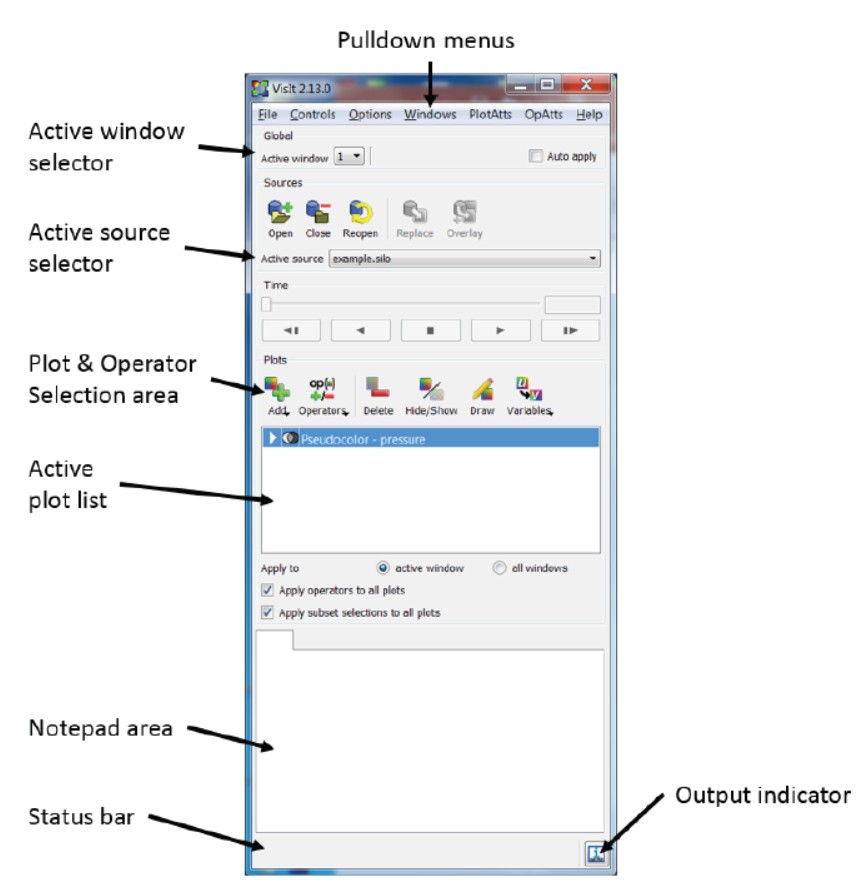 Pulldown menus
VisIt 2.13.0
File Controls Options Windows PlotAtts OpAtts Help
Global
Active window
selector
Active window 1
Auto apply
Sources
Open Close Reopen Replace Overlay
Active source
selector
Active source example.silo
Time
Plots
Plot & Operator
Selection area
op(•)
+/-
Add Operators Delete Hide/Show Draw Variables
Pseudocolor - pressure
Active
plot list
Apply to active window all windows
Apply operators to all plots
Apply subset selections to all plots
Notepad area
Output indicator
Status bar